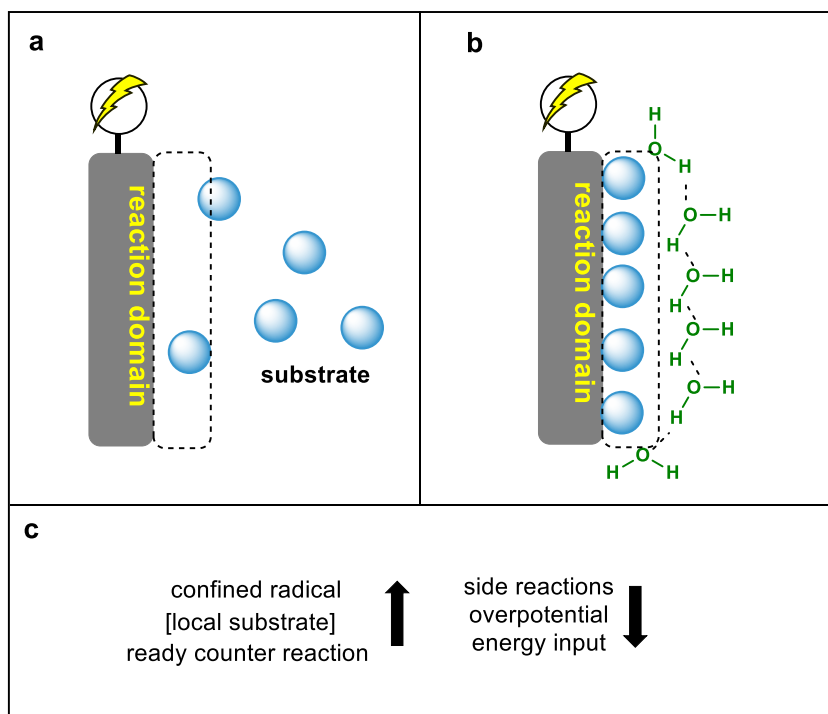 a
reaction domain
substrate
b
reaction domain
H
O
H
O
H
H
O
H
H
O
H
H
O
H
H
O
H
H
c
confined radical
[local substrate]
ready counter reaction
side reactions
overpotential
energy input